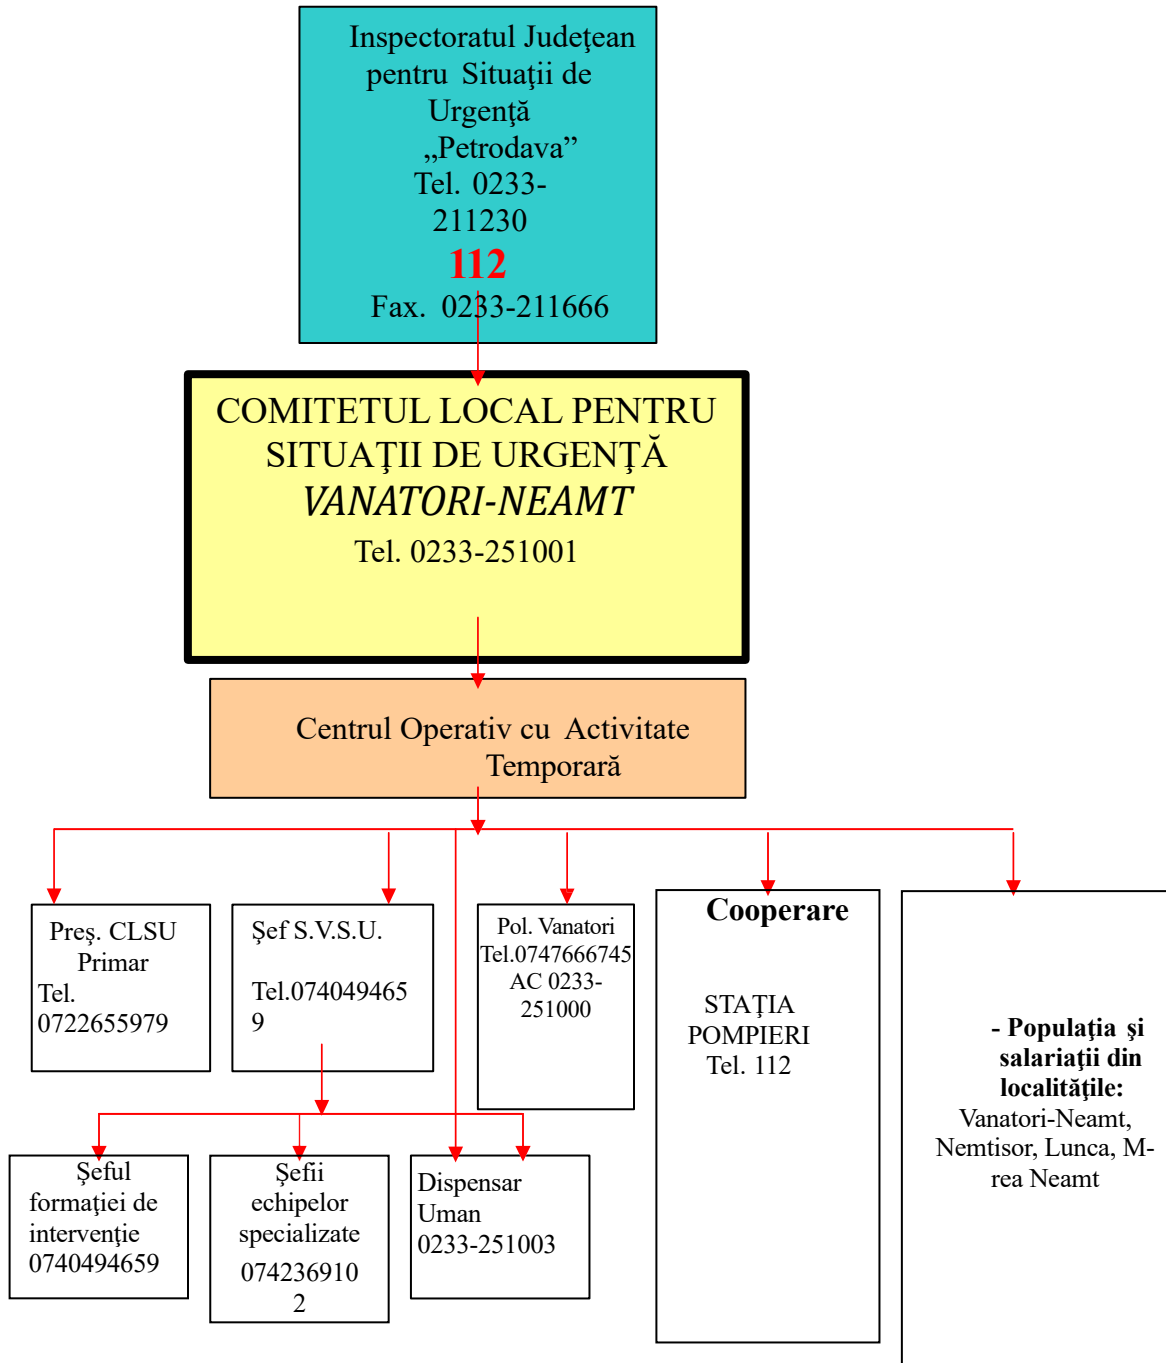 Inspectoratul Judeţean
pentru Situaţii de
Urgenţă
„Petrodava”
Tel. 0233-
211230
112
Fax. 0233-211666
COMITETUL LOCAL PENTRU
SITUAŢII DE URGENŢĂ
VANATORI-NEAMT
Tel. 0233-251001
Centrul Operativ cu Activitate
Temporară
Preş. CLSU
Primar
Tel.
0722655979
Şef S.V.S.U.
Tel.074049465
9
Pol. Vanatori
Tel.0747666745
AC 0233-
251000
Cooperare
STAŢIA
POMPIERI
Tel. 112
- Populaţia şi
salariaţii din
localităţile:
Vanatori-Neamt,
Nemtisor, Lunca, M-
rea Neamt
Şeful
formaţiei de
intervenţie
0740494659
Şefii
echipelor
specializate
074236910
2
Dispensar
Uman
0233-251003